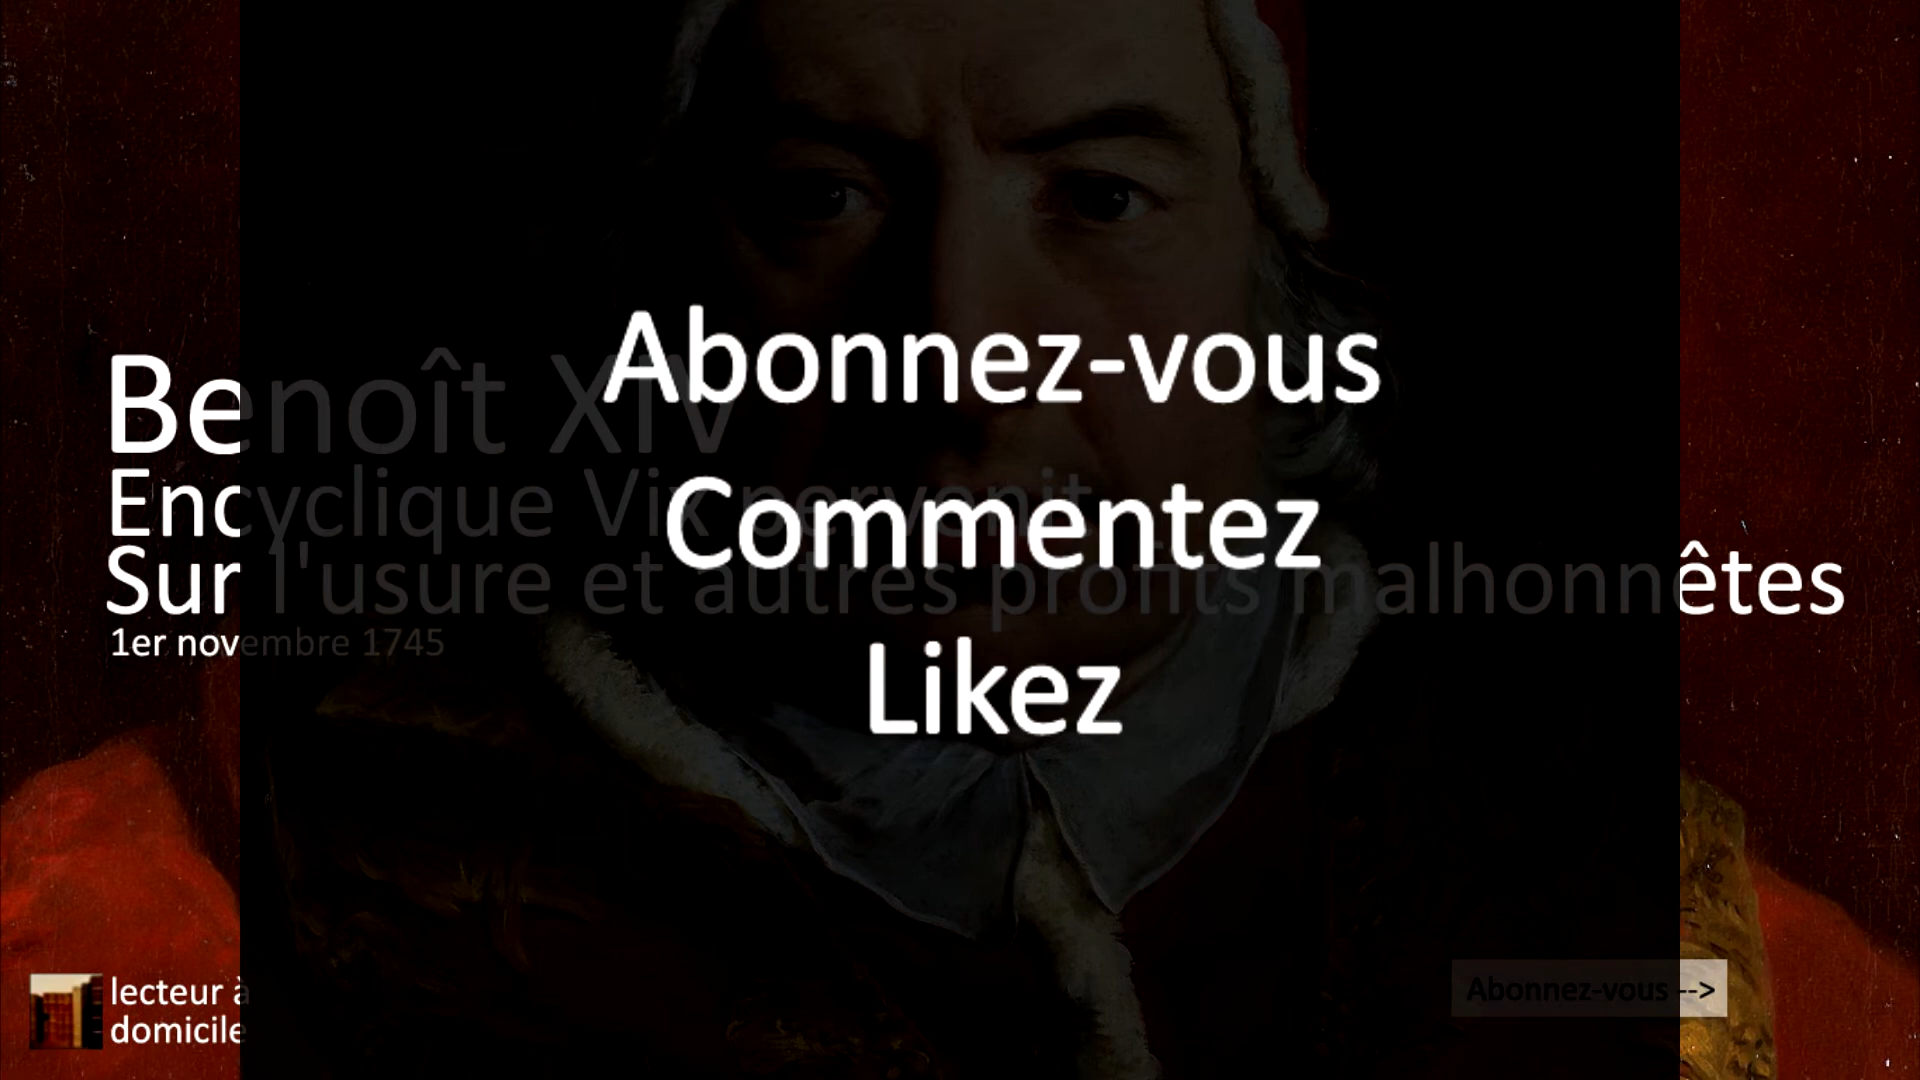 Abonnez-vous
Commentez
Likez
Benoît XIV
Encyclique Vix pervenit
Sur l'usure et autres profits malhonnêtes
1er novembre 1745
lecteur à
domicile
Abonnez-vous -->